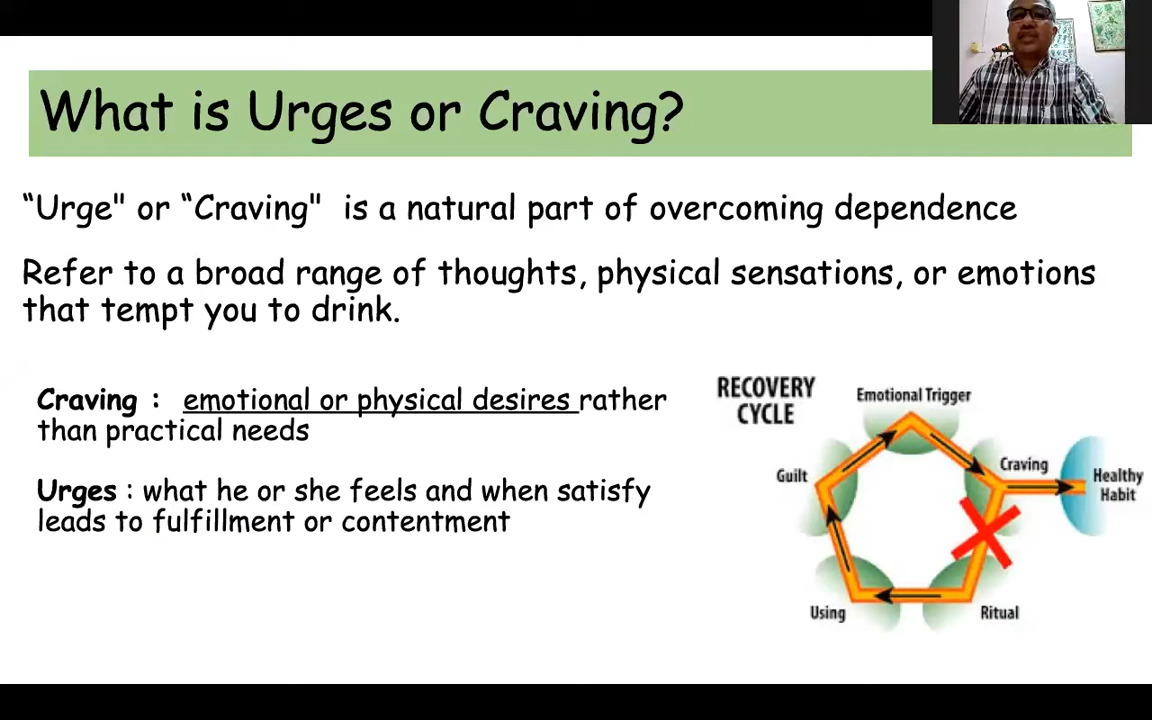 What is Urges or Craving?
“Urge" or “Craving"  is a natural part of overcoming dependence
Refer to a broad range of thoughts, physical sensations, or emotions
that tempt you to drink.
Craving :  emotional or physical desires rather
than practical needs
Urges : what he or she feels and when satisfy
leads to fulfillment or contentment
RECOVERY
CYCLE
Emotional Trigger
Craving
Healthy
Habit
Guilt
Using
Ritual